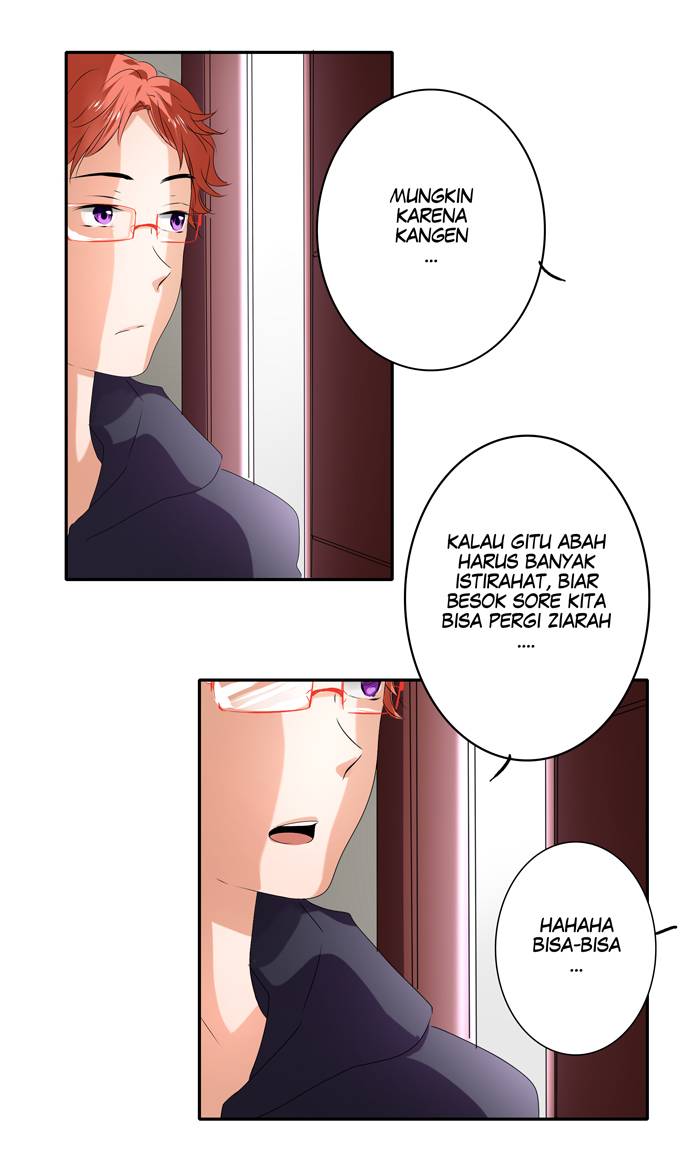 MUNGKIN
KARENA
KANGEN
...
KALAU GITU ABAH
HARUS BANYAK
ISTIRAHAT, BIAR
BESOK SORE KITA
BISA PERGI ZIARAH
....
HAHAHA
BISA-BISA
...